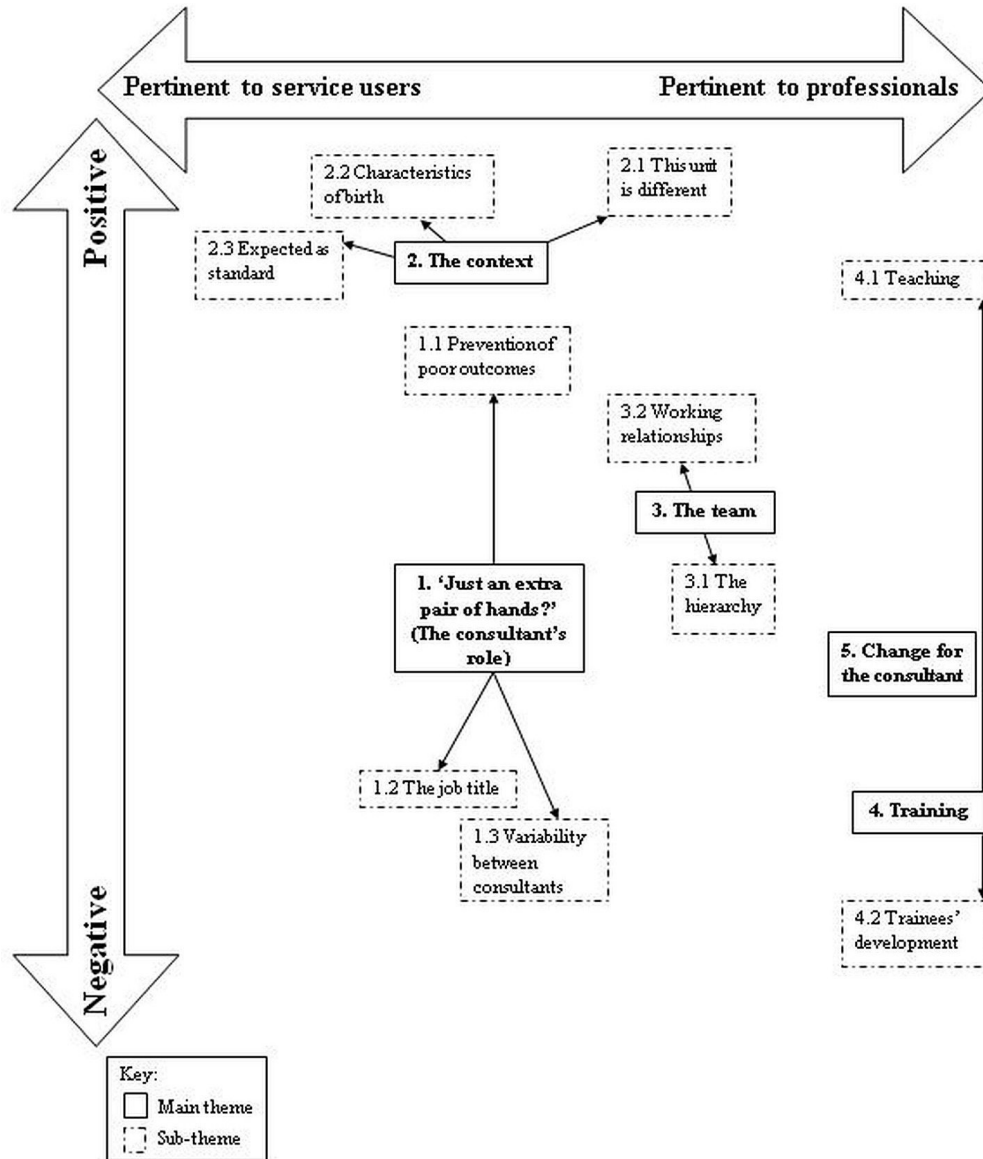 Pertinent to service users
Pertinent to professionals
Positive
Negative
2.2 Characteristics
of birth
2.1 This unit
is different
2.3 Expected as
standard
2. The context
4.1 Teaching
1.1 Prevention of
poor outcomes
3.2 Working
relationships
3. The team
3.1 The
hierarchy
1. ‘Just an extra
pair of hands?’
(The consultant’s
role)
5. Change for
the consultant
1.2 The job title
1.3 Variability
between
consultants
4. Training
4.2 Trainees’
development
Key:
Main theme
Sub-theme